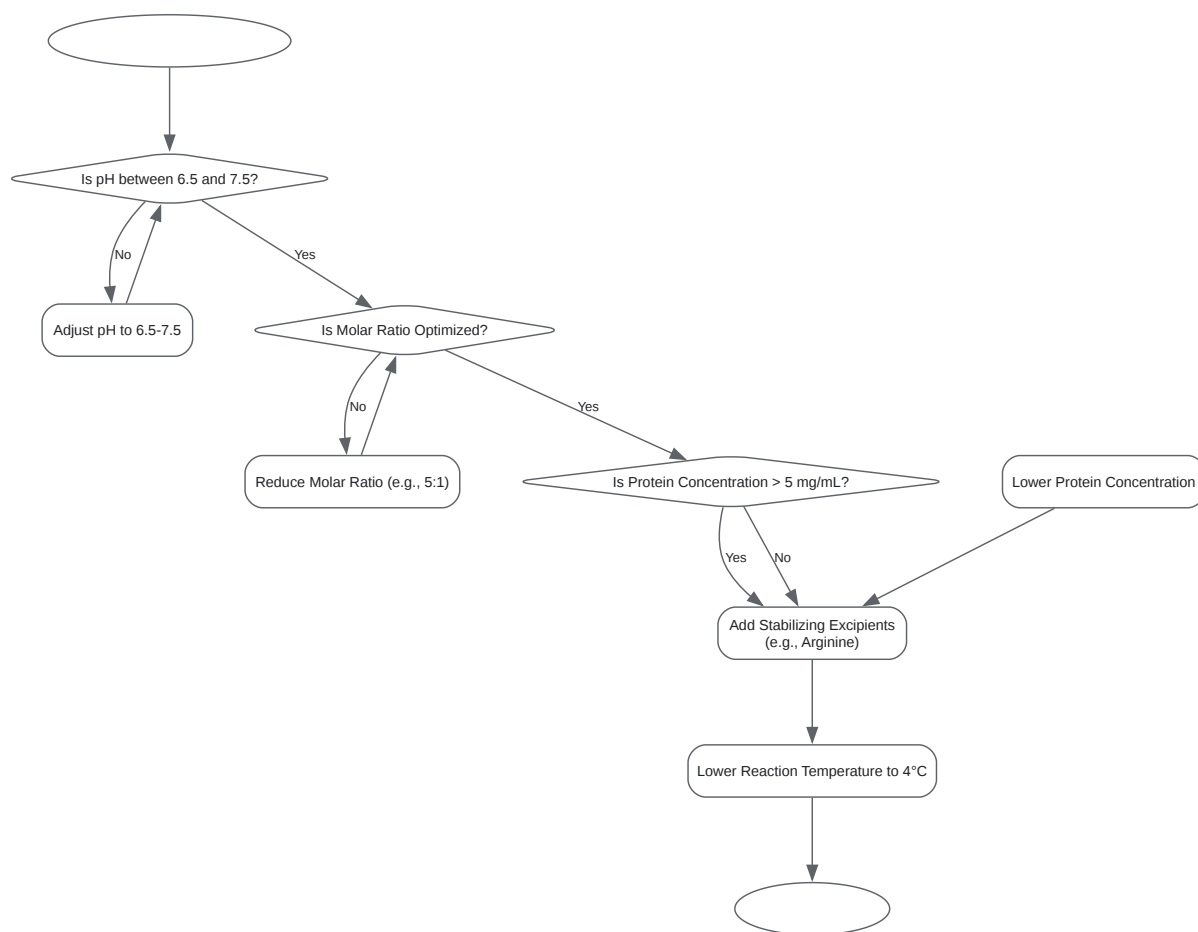 Is pH between 6.5 and 7.5?
No
Yes
Adjust pH to 6.5-7.5
Is Molar Ratio Optimized?
No
Yes
Reduce Molar Ratio (e.g., 5:1)
Is Protein Concentration > 5 mg/mL?
Lower Protein Concentration
Yes
No
Add Stabilizing Excipients
(e.g., Arginine)
Lower Reaction Temperature to 4°C